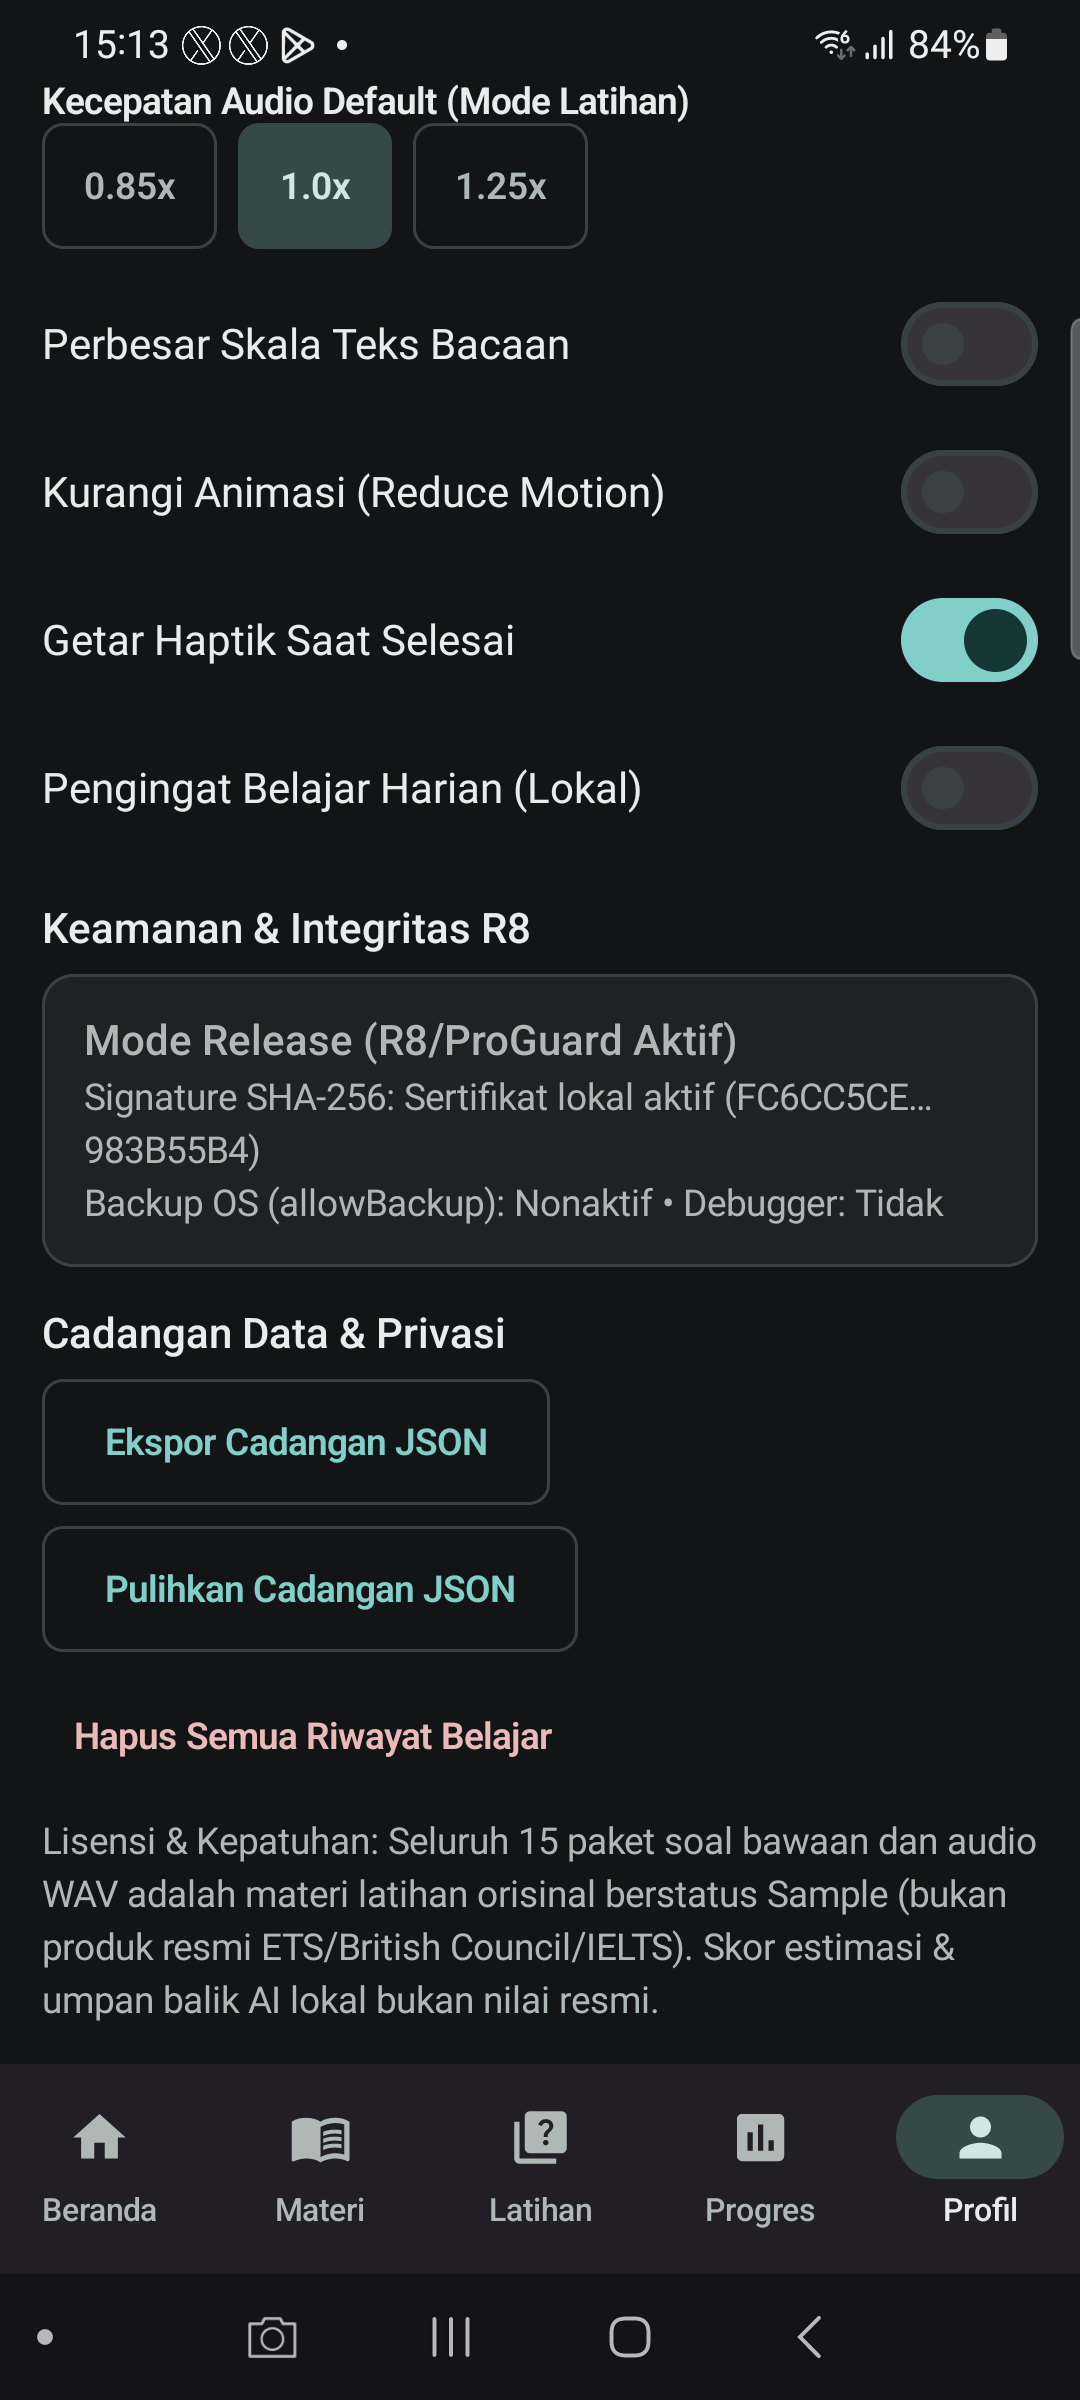 15:13
84%
Kecepatan Audio Default (Mode Latihan)
0.85x
1.0x
1.25x
Perbesar Skala Teks Bacaan
Kurangi Animasi (Reduce Motion)
Getar Haptik Saat Selesai
Pengingat Belajar Harian (Lokal)
Keamanan & Integritas R8
Mode Release (R8/ProGuard Aktif)
Signature SHA-256: Sertifikat lokal aktif (FC6CC5CE...
983B55B4)
Backup OS (allowBackup): Nonaktif • Debugger: Tidak
Cadangan Data & Privasi
Ekspor Cadangan JSON
Pulihkan Cadangan JSON
Hapus Semua Riwayat Belajar
Lisensi & Kepatuhan: Seluruh 15 paket soal bawaan dan audio
WAV adalah materi latihan orisinal berstatus Sample (bukan
produk resmi ETS/British Council/IELTS). Skor estimasi &
umpan balik AI lokal bukan nilai resmi.
Beranda
Materi
Latihan
Progres
Profil